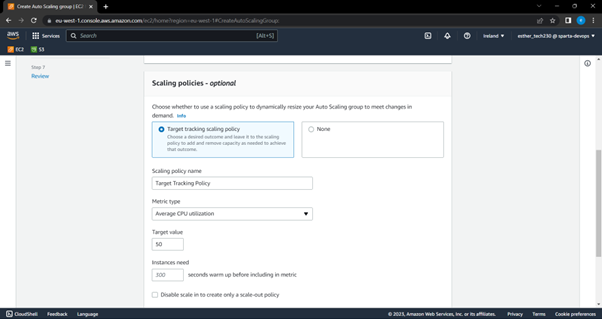 Create Auto Scaling group | EC2
eu-west-1.console.aws.amazon.com/ec2/home?region=eu-west-1#CreateAutoScalingGroup:
aws
Services
Search
[Alt+S]
Ireland
esther_tech230 @ sparta-devops
EC2
S3
Step 7
Review
Scaling policies - optional
Choose whether to use a scaling policy to dynamically resize your Auto Scaling group to meet changes in
demand. Info
Target tracking scaling policy
Choose a desired outcome and leave it to the scaling
policy to add and remove capacity as needed to achieve
that outcome.
None
Scaling policy name
Target Tracking Policy
Metric type
Average CPU utilization
Target value
50
Instances need
300 seconds warm up before including in metric
Disable scale in to create only a scale-out policy
CloudShell
Feedback
Language
© 2023, Amazon Web Services, Inc. or its affiliates.
Privacy
Terms
Cookie preferences